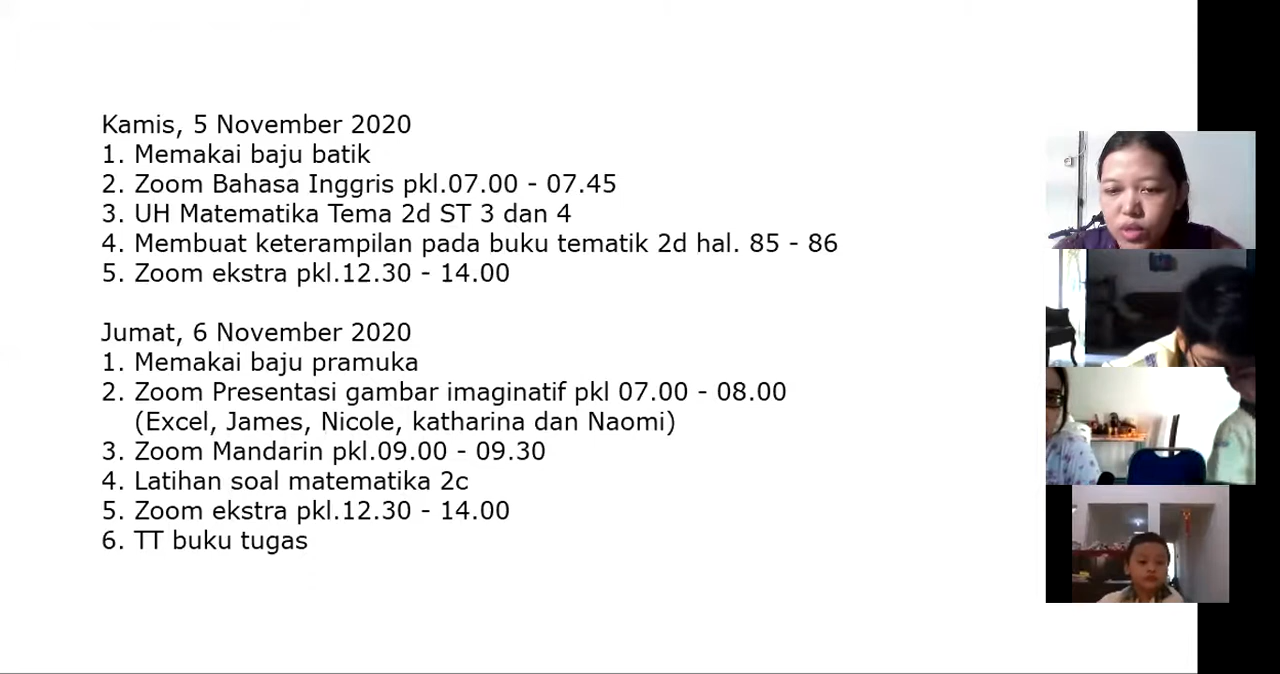 Kamis, 5 November 2020
1. Memakai baju batik
2. Zoom Bahasa Inggris pkl.07.00 - 07.45
3. UH Matematika Tema 2d ST 3 dan 4
4. Membuat keterampilan pada buku tematik 2d hal. 85 - 86
5. Zoom ekstra pkl.12.30 - 14.00
Jumat, 6 November 2020
1. Memakai baju pramuka
2. Zoom Presentasi gambar imaginatif pkl 07.00 - 08.00
(Excel, James, Nicole, katharina dan Naomi)
3. Zoom Mandarin pkl.09.00 - 09.30
4. Latihan soal matematika 2c
5. Zoom ekstra pkl.12.30 - 14.00
6. TT buku tugas